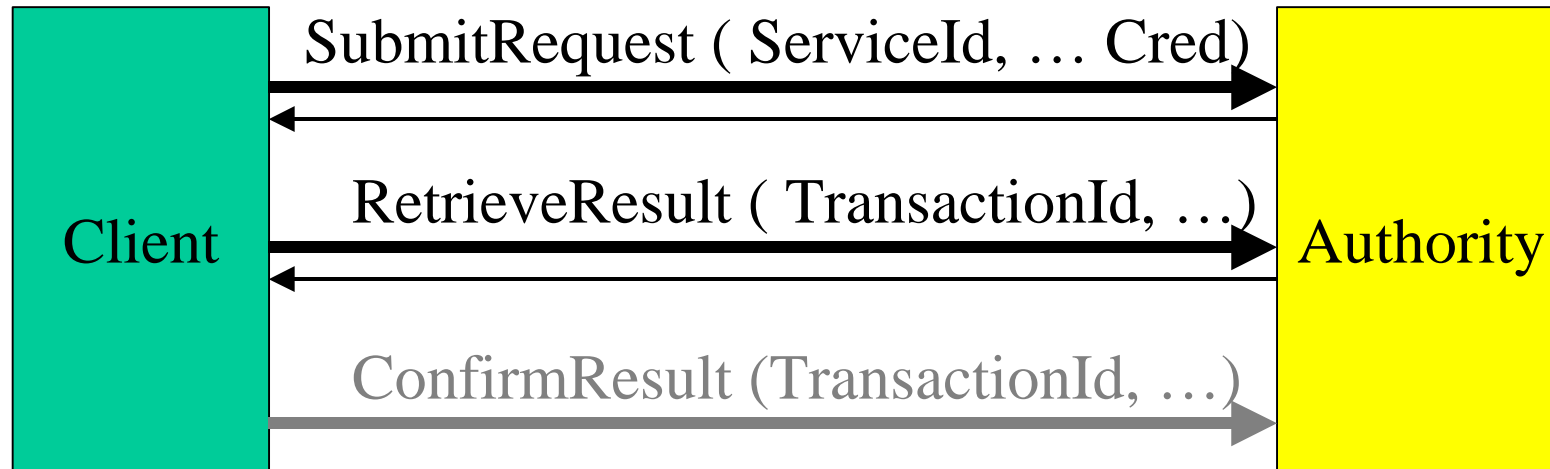 SubmitRequest ( ServiceId, … Cred)
RetrieveResult ( TransactionId, …)
Client
Authority
ConfirmResult (TransactionId, …)